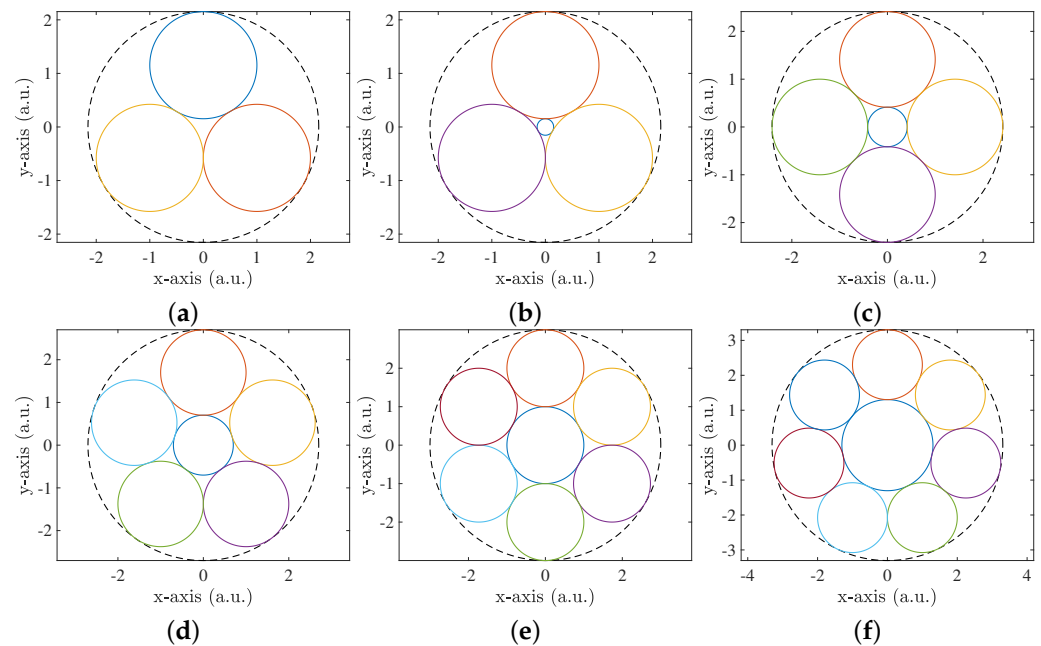 2
1
0
-1
-2
y-axis (a.u.)
-2 -1 0 1 2
x-axis (a.u.)
(a)
2
1
0
-1
-2
y-axis (a.u.)
-2 -1 0 1 2
x-axis (a.u.)
(b)
2
1
0
-1
-2
y-axis (a.u.)
-2 0 2
x-axis (a.u.)
(c)
2
1
0
-1
-2
y-axis (a.u.)
-2 0 2
x-axis (a.u.)
(d)
2
1
0
-1
-2
y-axis (a.u.)
-2 0 2
x-axis (a.u.)
(e)
3
2
1
0
-1
-2
-3
y-axis (a.u.)
-4 -2 0 2 4
x-axis (a.u.)
(f)